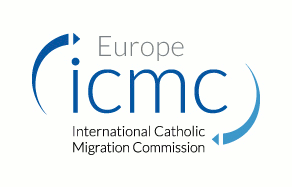 Europe
icmc
International Catholic
Migration Commission